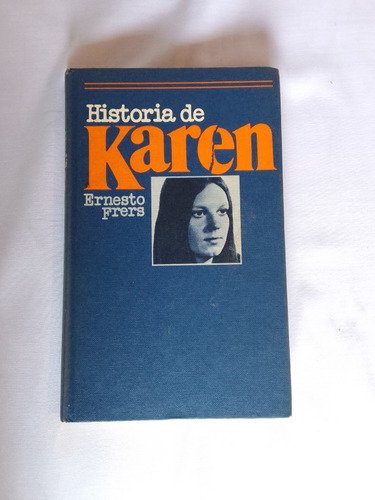 Historia de
Karen
Ernesto
Frers